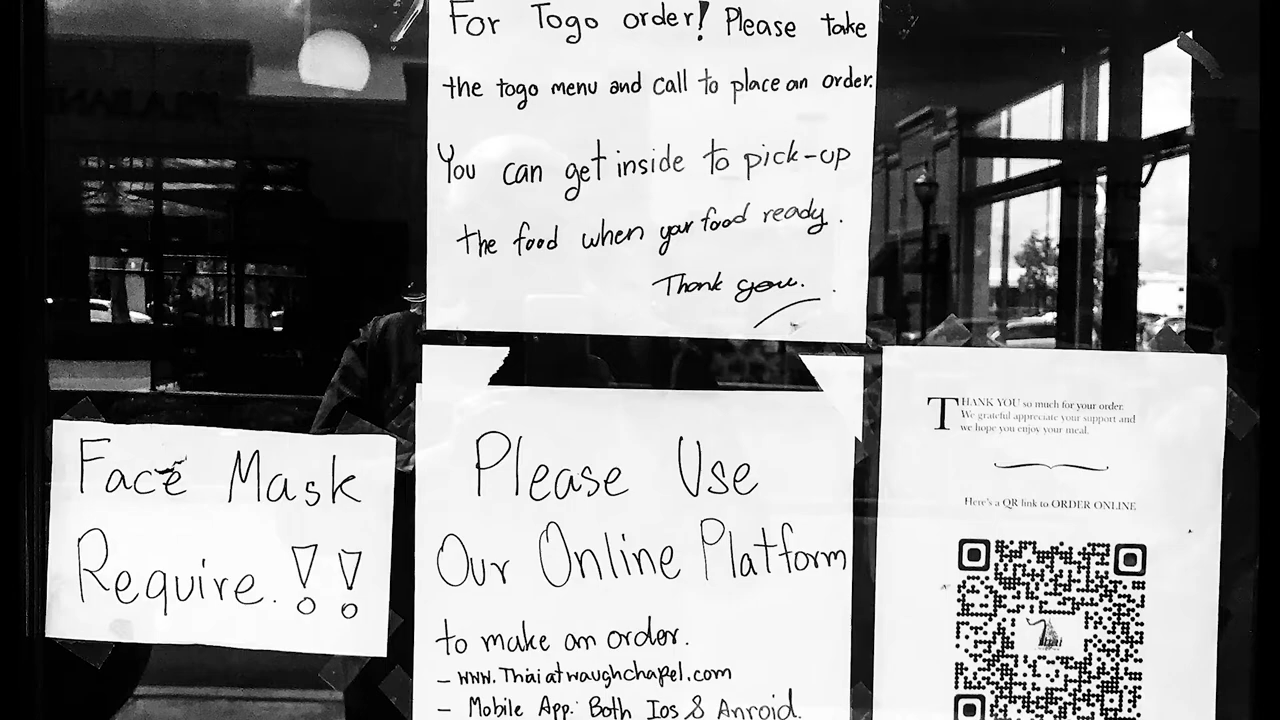 For Togo order! Please take
the togo menu and call to place an order.
You can get inside to pick-up
the food when your food ready.
Thank you.
Face Mask
Require. !!
Please Use
Our Online Platform
to make an order.
- www.Thaiatwaughchapel.com
- Mobile App. Both Ios & Anroid.
THANK YOU so much for your order.
We grateful appreciate your support and
we hope you enjoy your meal.
Here's a QR link to ORDER ONLINE